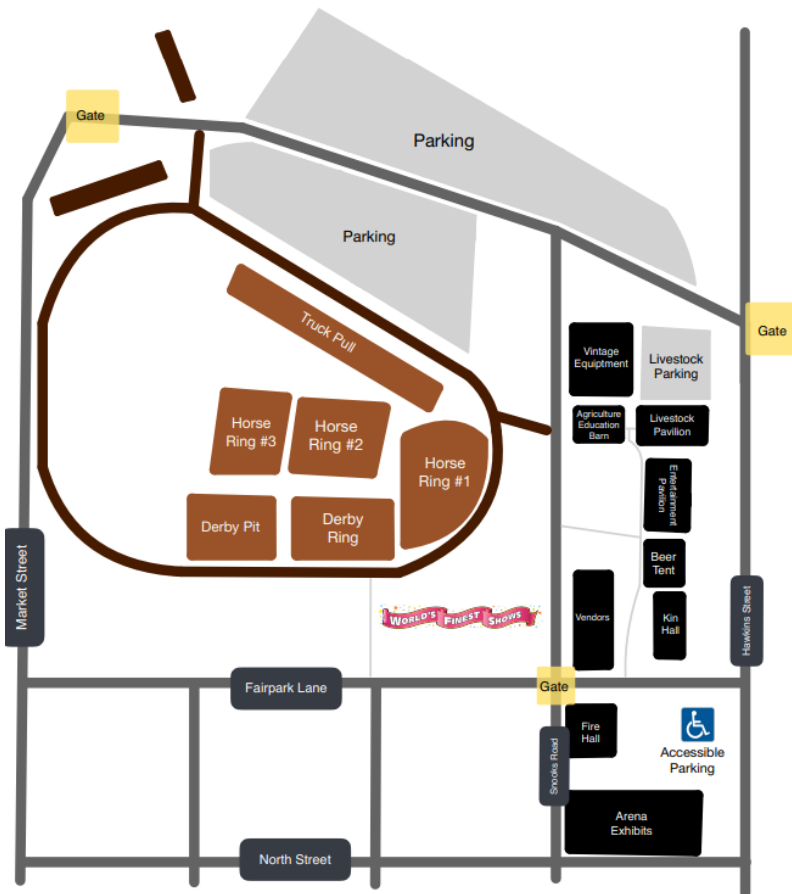 Gate
Parking
Parking
Truck Pull
Gate
Vintage
Equiptment
Livestock
Parking
Horse
Ring #3
Horse
Ring #2
Agriculture
Education
Barn
Livestock
Pavilion
Horse
Ring #1
Entertainment
Pavilion
Derby Pit
Derby
Ring
Beer
Tent
Market Street
WORLD'S FINEST SHOWS
Vendors
Kin
Hall
Hawkins Street
Fairpark Lane
Gate
Fire
Hall
Snooks Road
Accessible
Parking
Arena
Exhibits
North Street